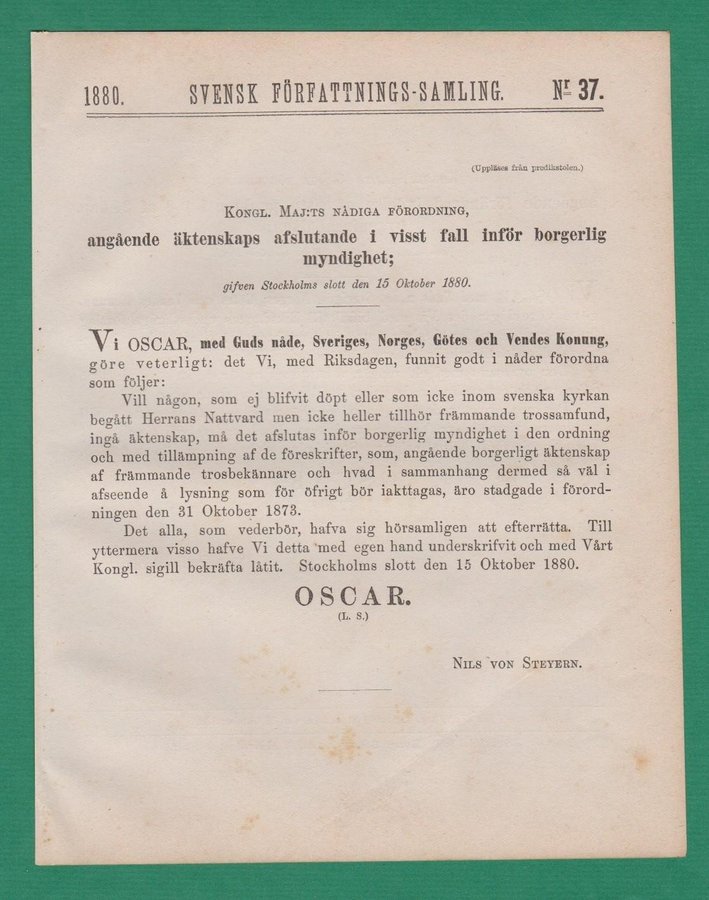 1880. SVENSK FÖRFATTNINGS-SAMLING. Nr 37.
(Uppläses från predikstolen.)
KONGL. MAJ:TS NÅDIGA FÖRORDNING,
angående äktenskaps afslutande i visst fall inför borgerlig
myndighet;
gifven Stockholms slott den 15 Oktober 1880.
Vi OSCAR, med Guds nåde, Sveriges, Norges, Götes och Vendes Konung,
göre veterligt: det Vi, med Riksdagen, funnit godt i nåder förordna
som följer:
Vill någon, som ej blifvit döpt eller som icke inom svenska kyrkan
begått Herrans Nattvard men icke heller tillhör främmande trossamfund,
ingå äktenskap, må det afslutas inför borgerlig myndighet i den ordning
och med tillämpning af de föreskrifter, som, angående borgerligt äktenskap
af främmande trosbekännare och hvad i sammanhang dermed så väl i
afseende å lysning som för öfrigt bör iakttagas, äro stadgade i förord-
ningen den 31 Oktober 1873.
Det alla, som vederbör, hafva sig hörsamligen att efterrätta. Till
yttermera visso hafve Vi detta med egen hand underskrifvit och med Vårt
Kongl. sigill bekräfta låtit. Stockholms slott den 15 Oktober 1880.
OSCAR.
(L. S.)
NILS VON STEYERN.